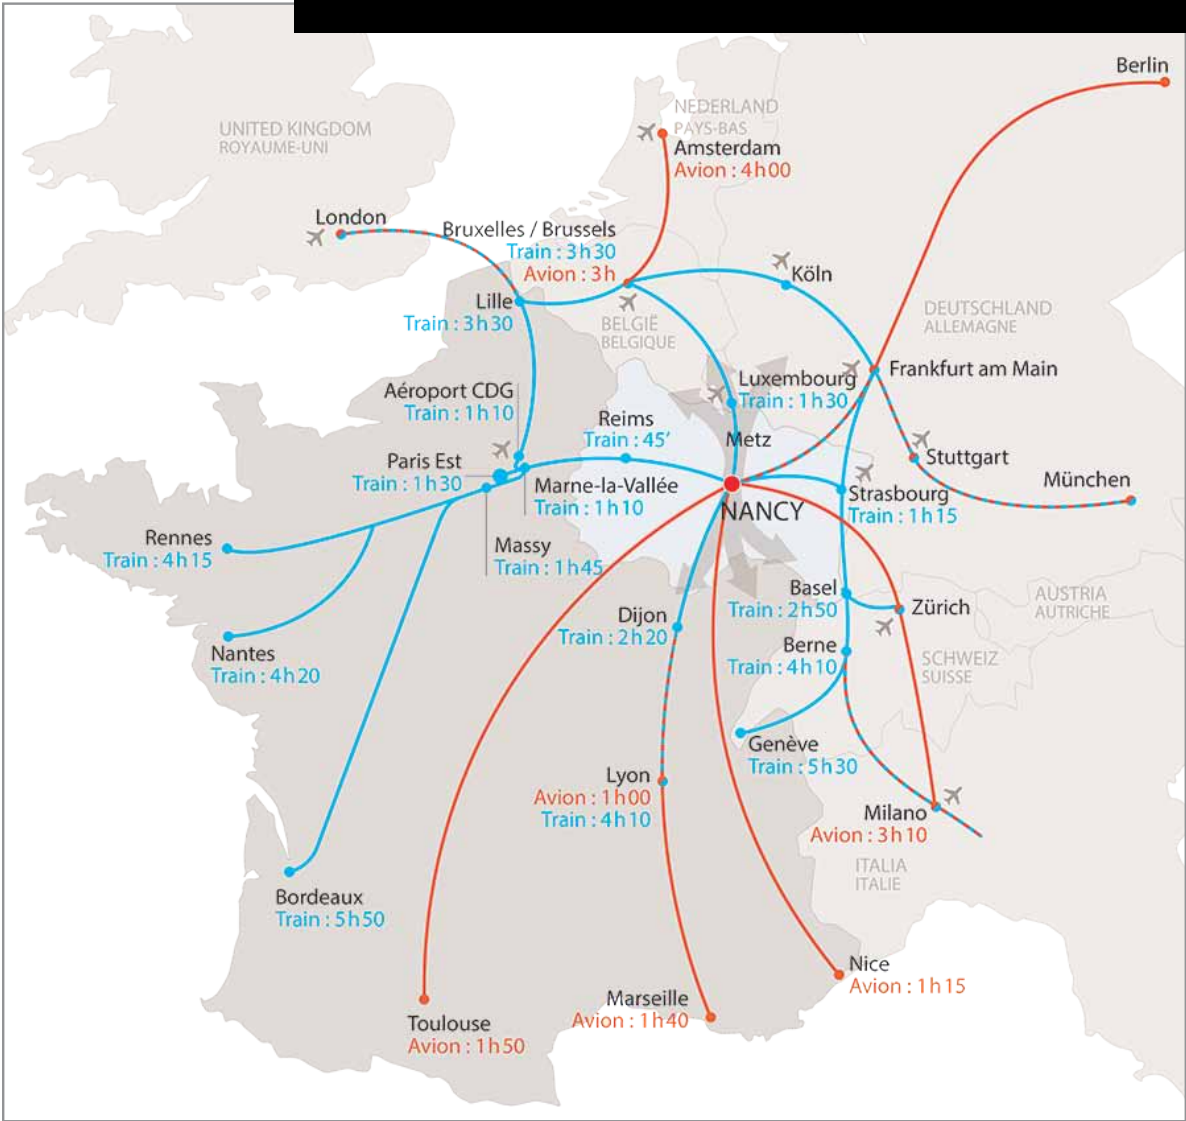 Berlin
NEDERLAND
PAYS-BAS
UNITED KINGDOM
ROYAUME-UNI
Amsterdam
Avion : 4h00
London
Bruxelles / Brussels
Train : 3h30
Avion : 3h
Köln
Lille
Train : 3h30
BELGIË
BELGIQUE
DEUTSCHLAND
ALLEMAGNE
Frankfurt am Main
Luxembourg
Train : 1h30
Aéroport CDG
Train : 1h10
Reims
Train : 45’
Metz
Paris Est
Train : 1h30
Stuttgart
München
Marne-la-Vallée
Train : 1h10
Strasbourg
Train : 1h15
NANCY
Rennes
Train : 4h15
Massy
Train : 1h45
Basel
Train : 2h50
Zürich
AUSTRIA
AUTRICHE
Dijon
Train : 2h20
Berne
Train : 4h10
Nantes
Train : 4h20
SCHWEIZ
SUISSE
Genève
Train : 5h30
Lyon
Avion : 1h00
Train : 4h10
Milano
Avion : 3h10
ITALIA
ITALIE
Bordeaux
Train : 5h50
Nice
Avion : 1h15
Marseille
Avion : 1h40
Toulouse
Avion : 1h50